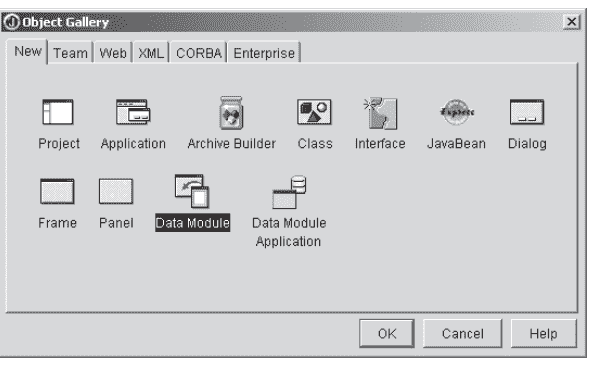 Object Gallery
New Team Web XML CORBA Enterprise
Project Application Archive Builder Class Interface JavaBean Dialog
Frame Panel Data Module Data Module Application
OK Cancel Help